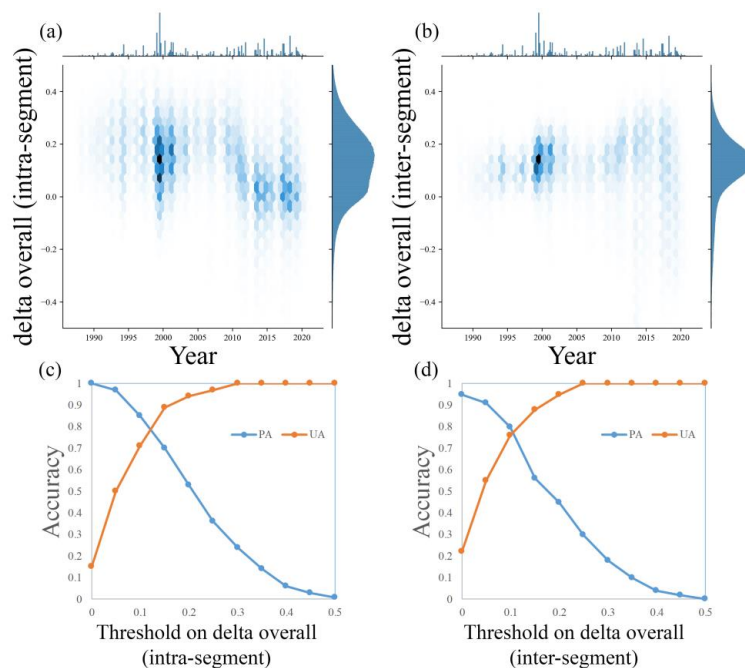 (a)
(b)
delta overall (intra-segment)
0.4
0.2
0.0
−0.2
−0.4
1990 1995 2000 2005 2010 2015 2020
Year
delta overall (inter-segment)
0.4
0.2
0.0
−0.2
−0.4
1990 1995 2000 2005 2010 2015 2020
Year
(c)
Accuracy
1
0.9
0.8
0.7
0.6
0.5
0.4
0.3
0.2
0.1
0
PA UA
0 0.1 0.2 0.3 0.4 0.5
Threshold on delta overall
(intra-segment)
(d)
Accuracy
1
0.9
0.8
0.7
0.6
0.5
0.4
0.3
0.2
0.1
0
PA UA
0 0.1 0.2 0.3 0.4 0.5
Threshold on delta overall
(inter-segment)